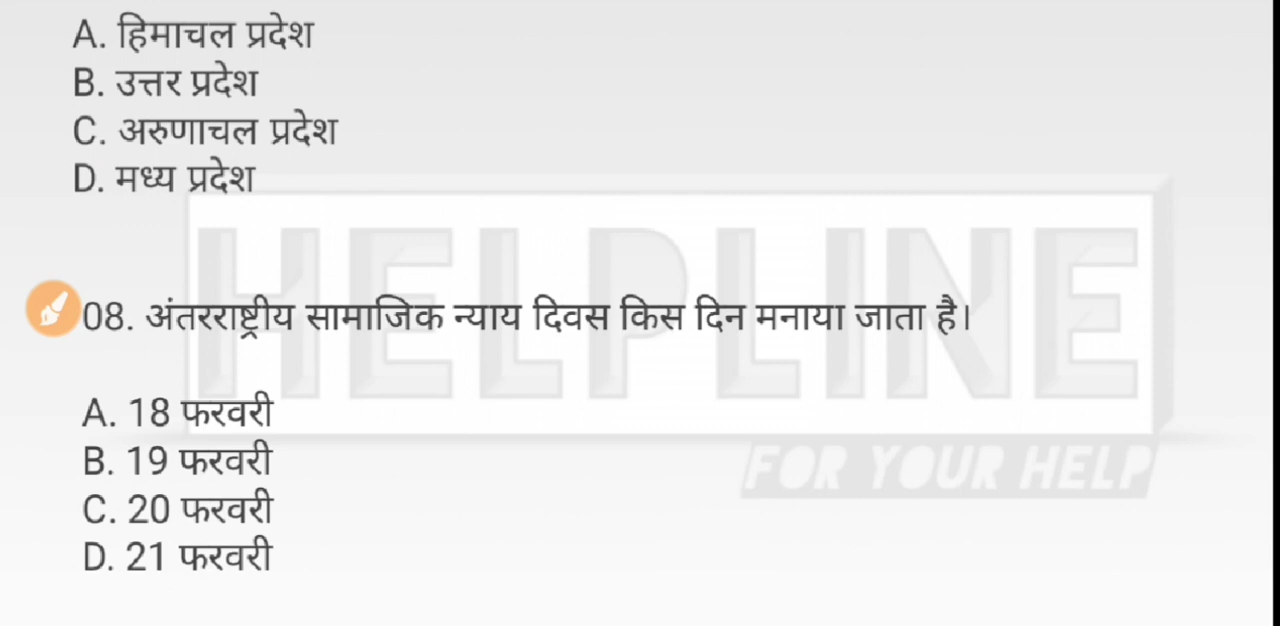 A. हिमाचल प्रदेश
B. उत्तर प्रदेश
C. अरुणाचल प्रदेश
D. मध्य प्रदेश
HELPLINE
08. अंतरराष्ट्रीय सामाजिक न्याय दिवस किस दिन मनाया जाता है।
A. 18 फरवरी
B. 19 फरवरी
FOR YOUR HELP
C. 20 फरवरी
D. 21 फरवरी